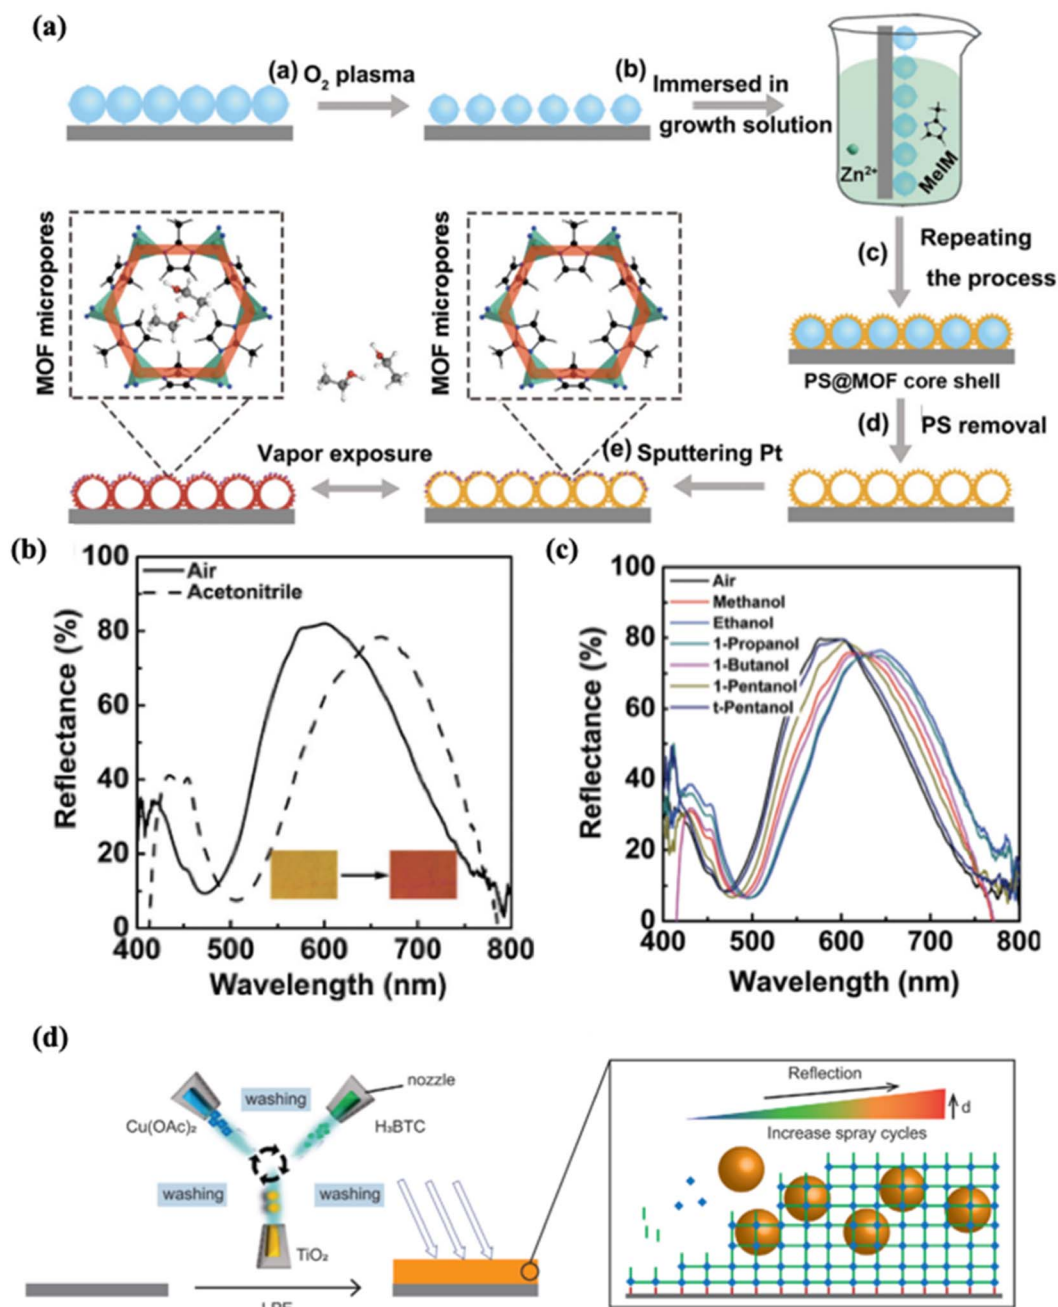 (a)
(a) O₂ plasma
(b) Immersed in
growth solution
Zn²⁺
MeIM
(c) Repeating
the process
PS@MOF core shell
(d) PS removal
MOF micropores
MOF micropores
Vapor exposure
(e) Sputtering Pt
(b)
100
80
60
40
20
0
Reflectance (%)
Air
Acetonitrile
400 500 600 700 800
Wavelength (nm)
(c)
100
80
60
40
20
0
Reflectance (%)
Air
Methanol
Ethanol
1-Propanol
1-Butanol
1-Pentanol
t-Pentanol
400 500 600 700 800
Wavelength (nm)
(d)
washing
nozzle
Cu(OAc)₂
H₃BTC
washing
washing
TiO₂
Reflection
d
Increase spray cycles